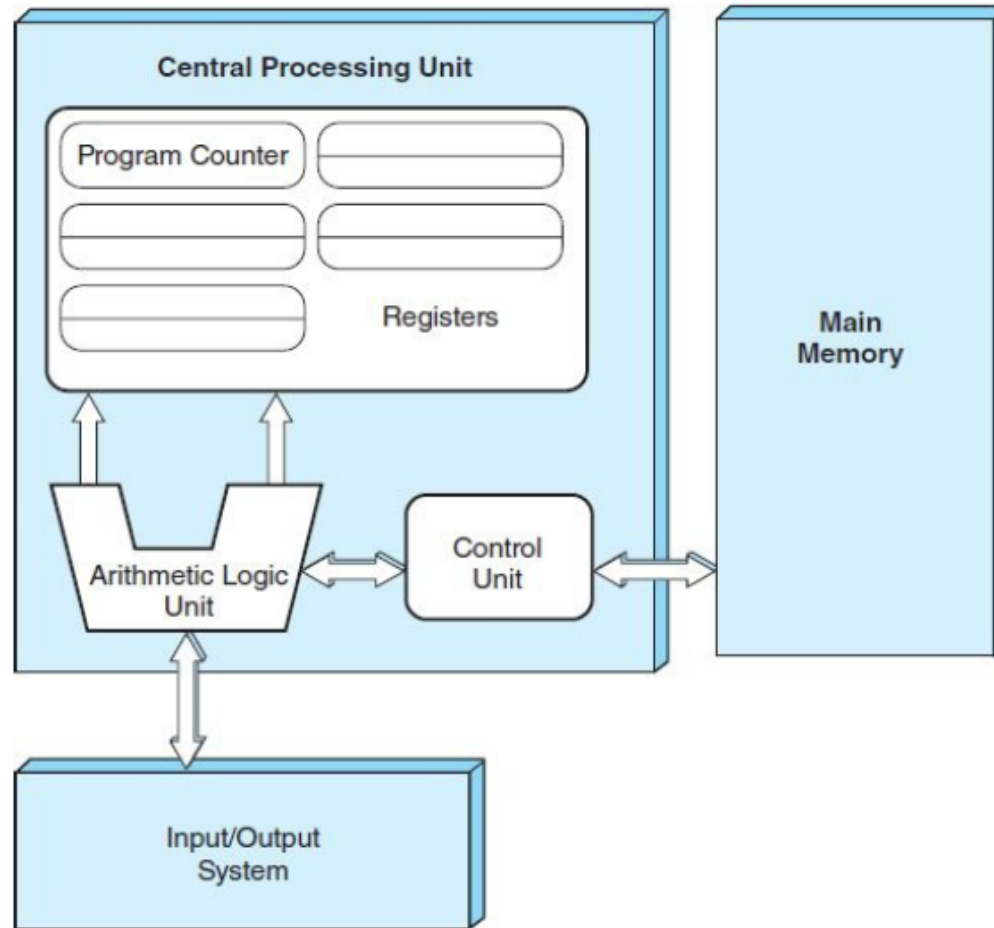 Central Processing Unit
Program Counter
Registers
Main
Memory
Arithmetic Logic
Unit
Control
Unit
Input/Output
System